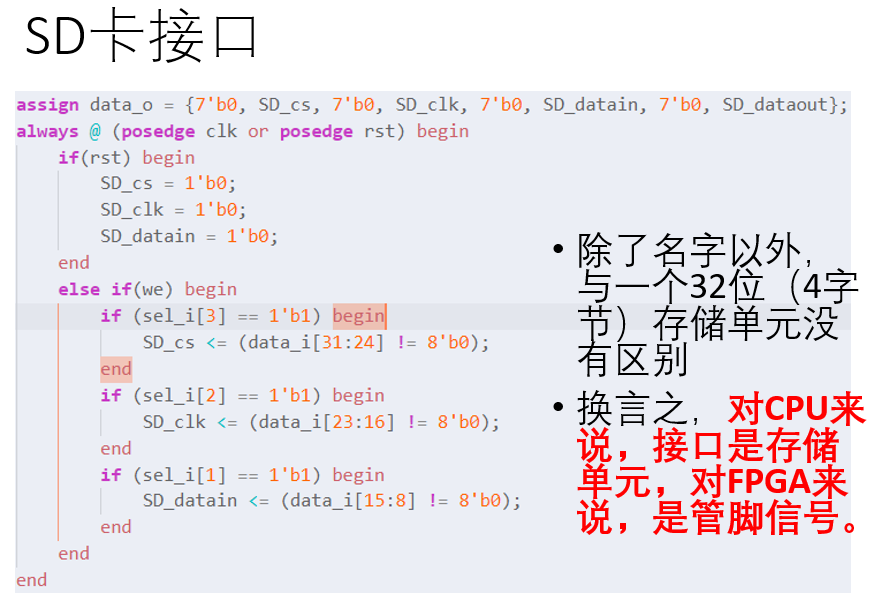 SD卡接口
assign data_o = {7'b0, SD_cs, 7'b0, SD_clk, 7'b0, SD_datain, 7'b0, SD_dataout};
always @ (posedge clk or posedge rst) begin
if(rst) begin
SD_cs = 1'b0;
SD_clk = 1'b0;
SD_datain = 1'b0;
end
else if(we) begin
if (sel_i[3] == 1'b1) begin
SD_cs <= (data_i[31:24] != 8'b0);
end
if (sel_i[2] == 1'b1) begin
SD_clk <= (data_i[23:16] != 8'b0);
end
if (sel_i[1] == 1'b1) begin
SD_datain <= (data_i[15:8] != 8'b0);
end
end
end
• 除了名字以外，
与一个32位（4字
节）存储单元没
有区别
• 换言之，对CPU来
说，接口是存储
单元，对FPGA来
说，是管脚信号。